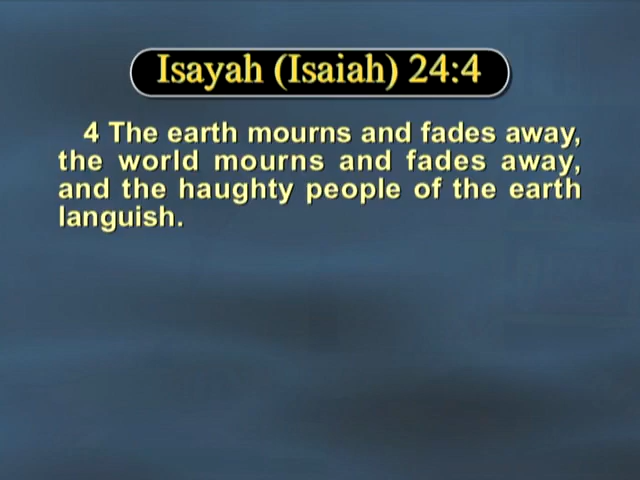 Isayah (Isaiah) 24:4
4 The earth mourns and fades away,
the world mourns and fades away,
and the haughty people of the earth
languish.